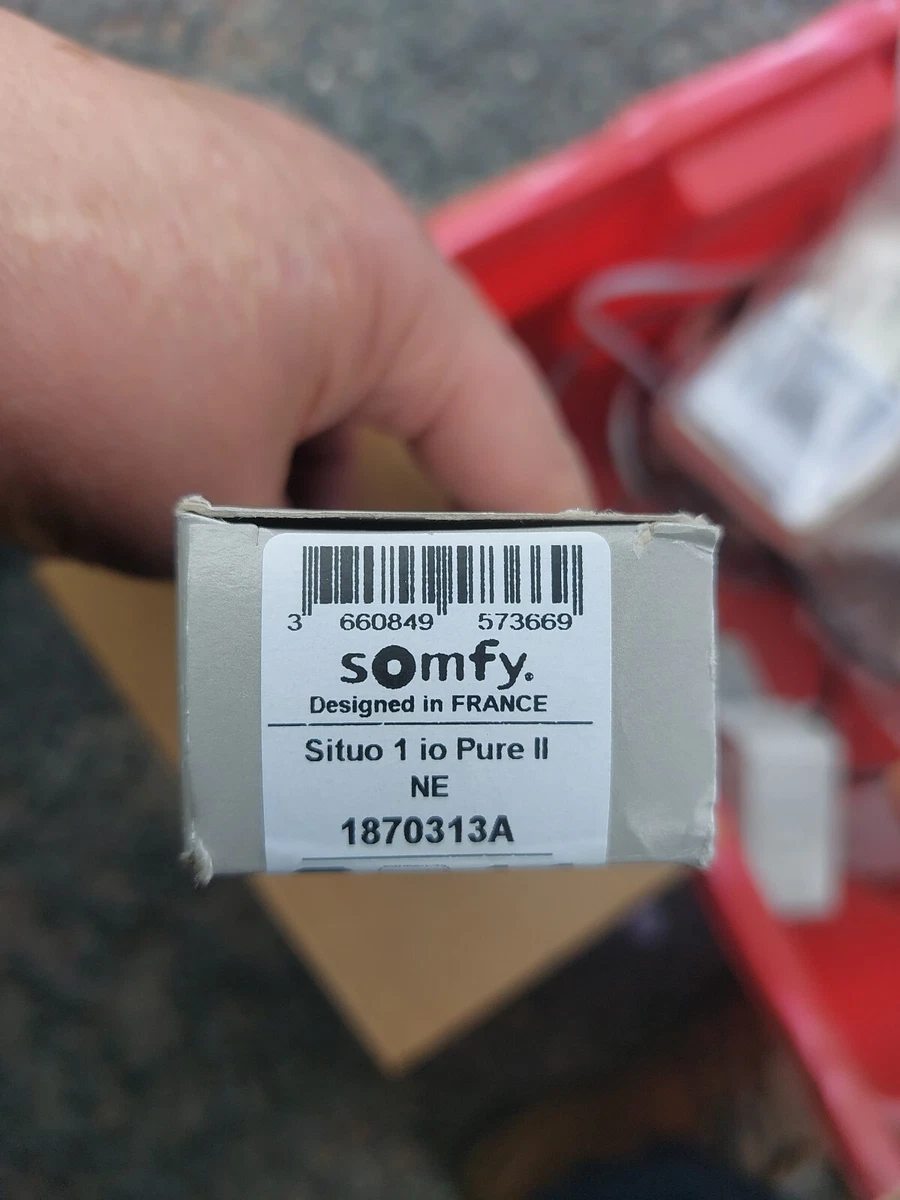 3 660849 573669
somfy.
Designed in FRANCE
Situo 1 io Pure II
NE
1870313A